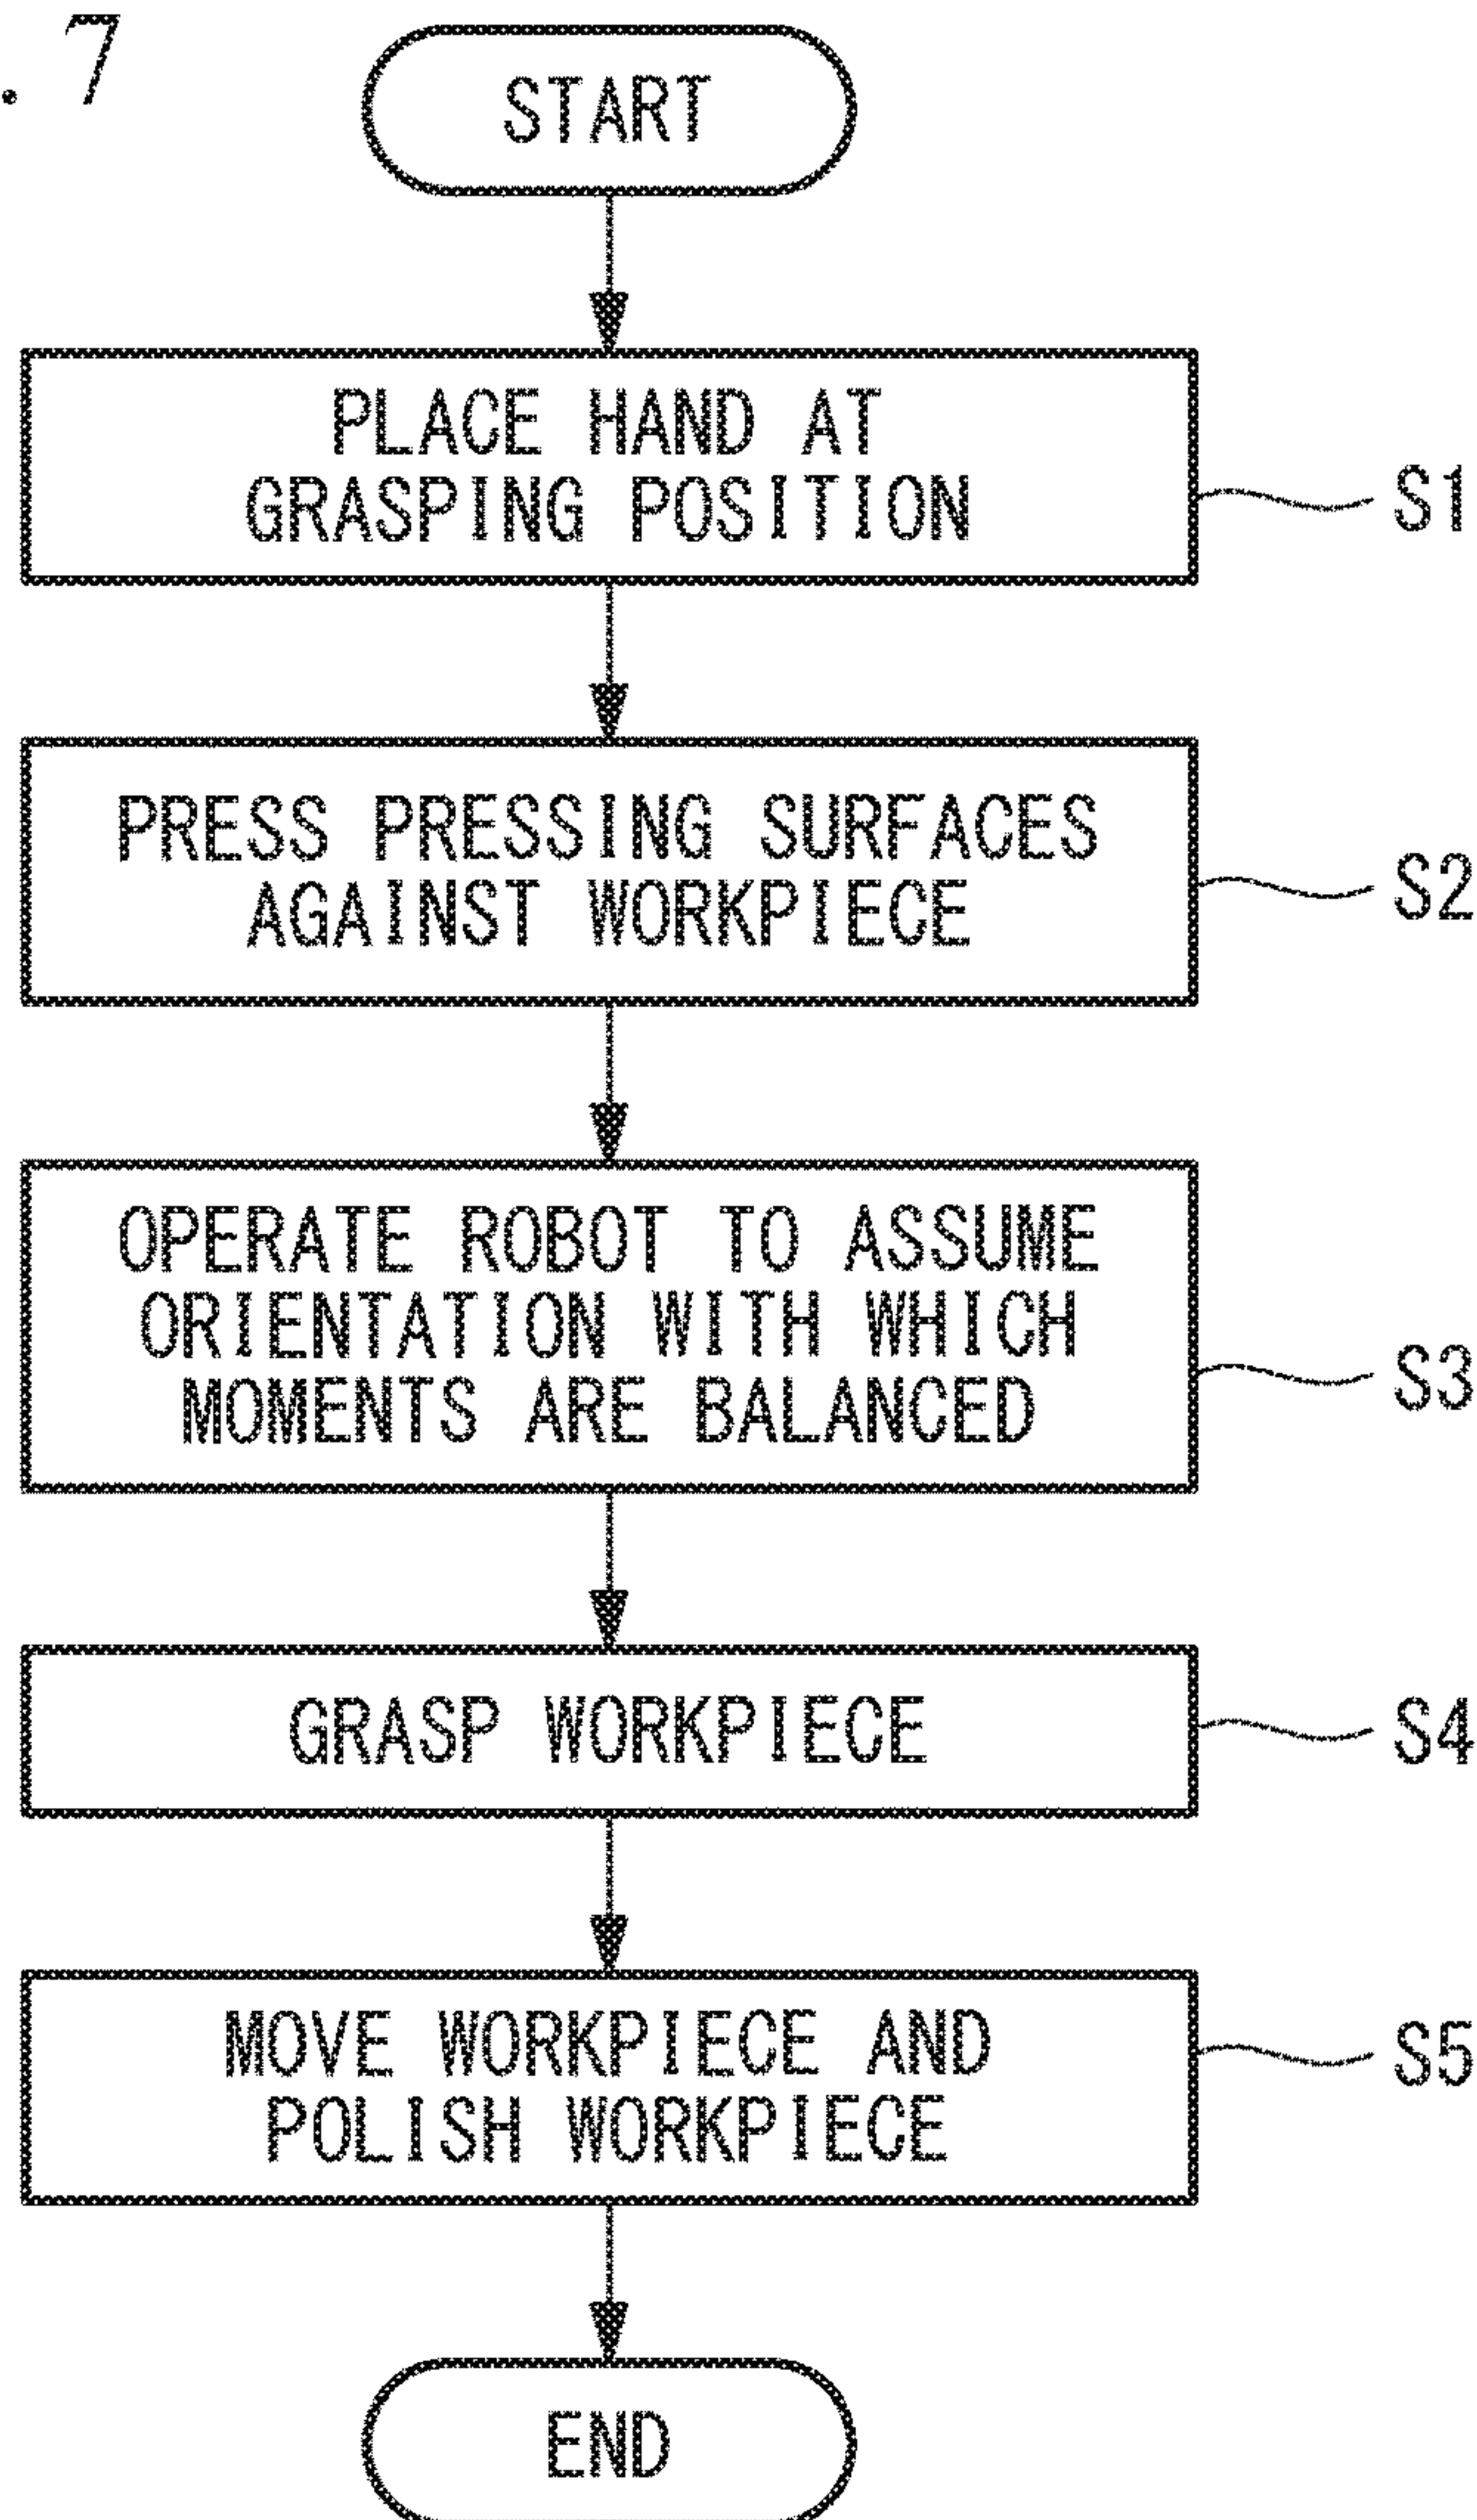 . 7
START
PLACE HAND AT
GRASPING POSITION
S1
PRESS PRESSING SURFACES
AGAINST WORKPIECE
S2
OPERATE ROBOT TO ASSUME
ORIENTATION WITH WHICH
MOMENTS ARE BALANCED
S3
GRASP WORKPIECE
S4
MOVE WORKPIECE AND
POLISH WORKPIECE
S5
END